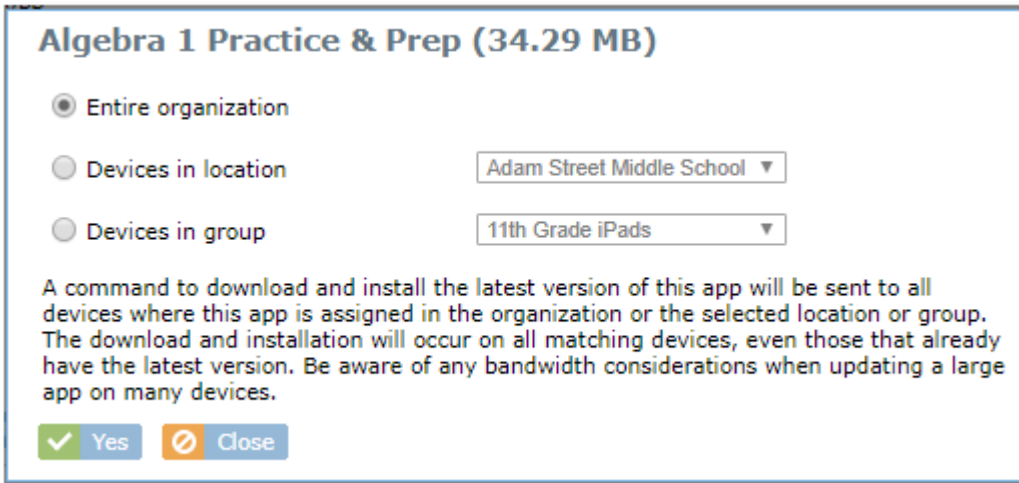 Algebra 1 Practice & Prep (34.29 MB)
Entire organization
Devices in location
Adam Street Middle School
Devices in group
11th Grade iPads
A command to download and install the latest version of this app will be sent to all
devices where this app is assigned in the organization or the selected location or group.
The download and installation will occur on all matching devices, even those that already
have the latest version. Be aware of any bandwidth considerations when updating a large
app on many devices.
Yes
Close